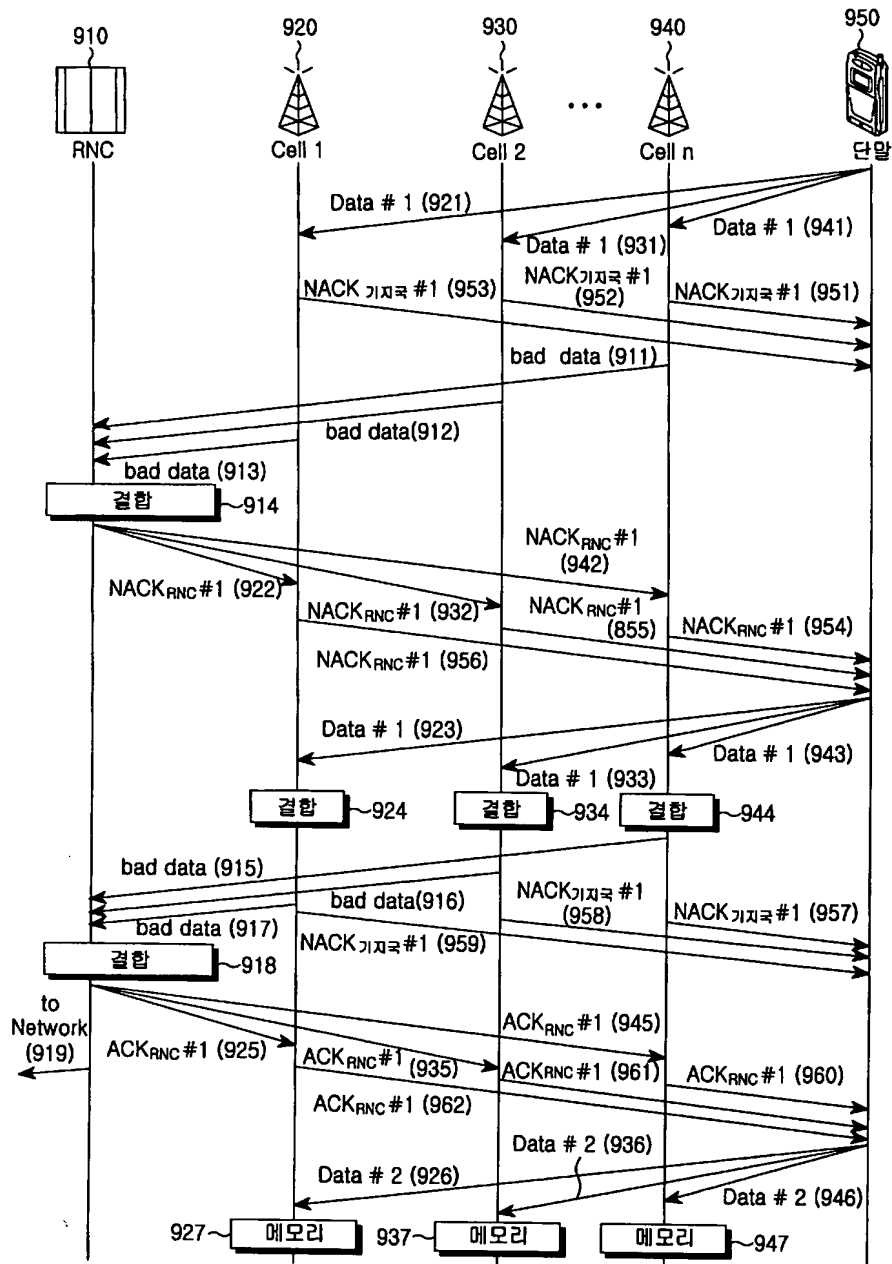 910
920
930
940
950
RNC
Cell 1
Cell 2
...
Cell n
단말
Data # 1 (921)
Data # 1 (931)
Data # 1 (941)
NACK 기지국 #1 (953)
NACK기지국 #1
(952)
NACK기지국 #1 (951)
bad data (911)
bad data(912)
bad data (913)
결합
914
NACKRNC #1
(942)
NACKRNC #1 (922)
NACKRNC #1 (932)
NACKRNC #1
(855)
NACKRNC #1 (954)
NACKRNC #1 (956)
Data # 1 (923)
Data # 1 (933)
Data # 1 (943)
결합
924
결합
934
결합
944
bad data (915)
bad data(916)
bad data (917)
NACK기지국 #1
(958)
NACK기지국 #1 (957)
NACK기지국 #1 (959)
결합
918
to
Network
(919)
ACKRNC #1 (945)
ACKRNC #1 (925)
ACKRNC #1
(935)
ACKRNC #1 (961)
ACKRNC #1 (960)
ACKRNC #1 (962)
Data # 2 (926)
Data # 2 (936)
Data # 2 (946)
927
메모리
937
메모리
메모리
947